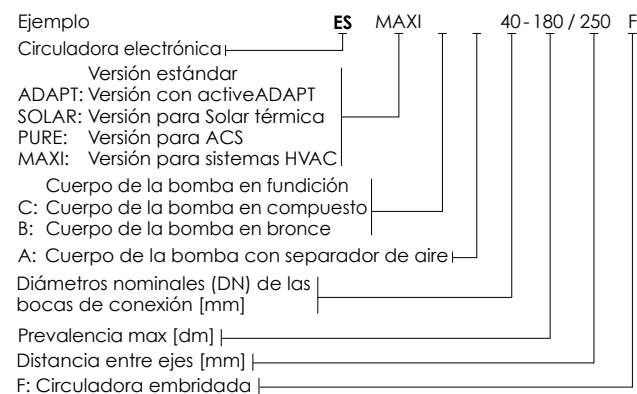 Ejemplo ES MAXI 40-180 / 250 F
Circuladora electrónica
Versión estándar
ADAPT: Versión con activeADAPT
SOLAR: Versión para Solar térmica
PURE: Versión para ACS
MAXI: Versión para sistemas HVAC
Cuerpo de la bomba en fundición
C: Cuerpo de la bomba en compuesto
B: Cuerpo de la bomba en bronce
A: Cuerpo de la bomba con separador de aire
Diámetros nominales (DN) de las
bocas de conexión [mm]
Prevalencia max [dm]
Distancia entre ejes [mm]
F: Circuladora embridada